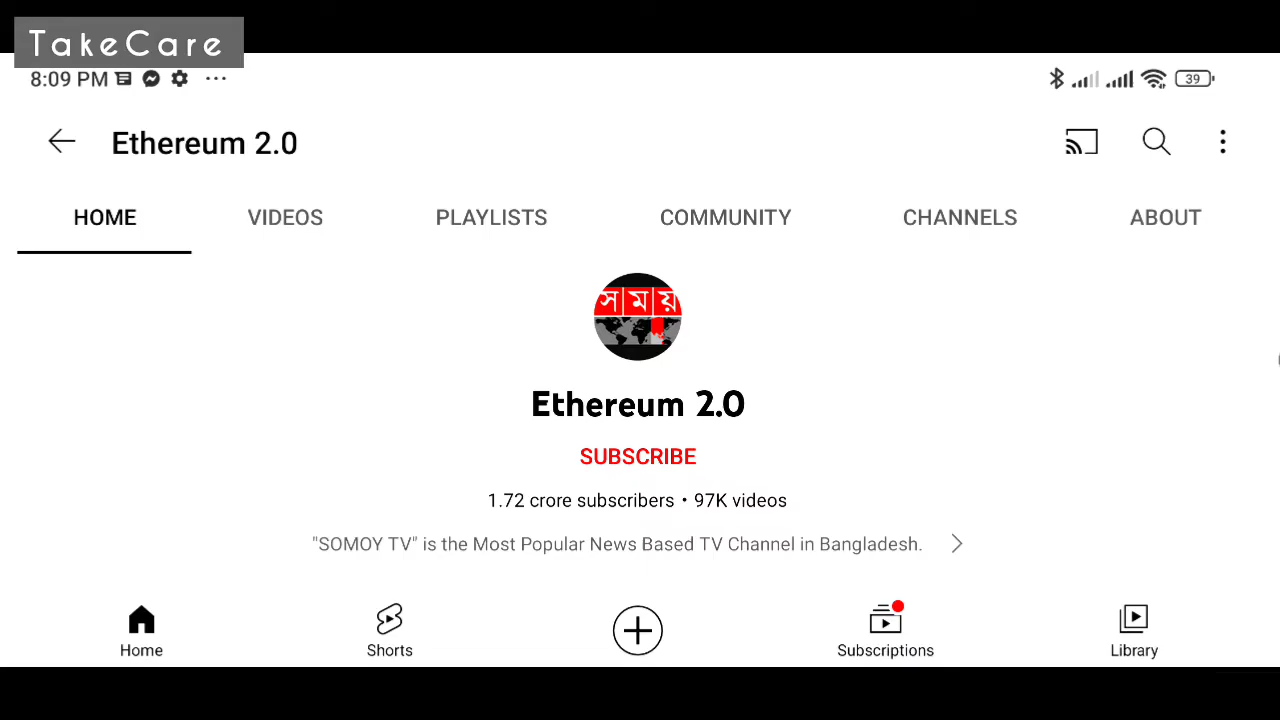 TakeCare
8:09 PM ··· 39
Ethereum 2.0
HOME VIDEOS PLAYLISTS COMMUNITY CHANNELS ABOUT
সময়
Ethereum 2.0
SUBSCRIBE
1.72 crore subscribers • 97K videos
"SOMOY TV" is the Most Popular News Based TV Channel in Bangladesh.
Home Shorts Subscriptions Library